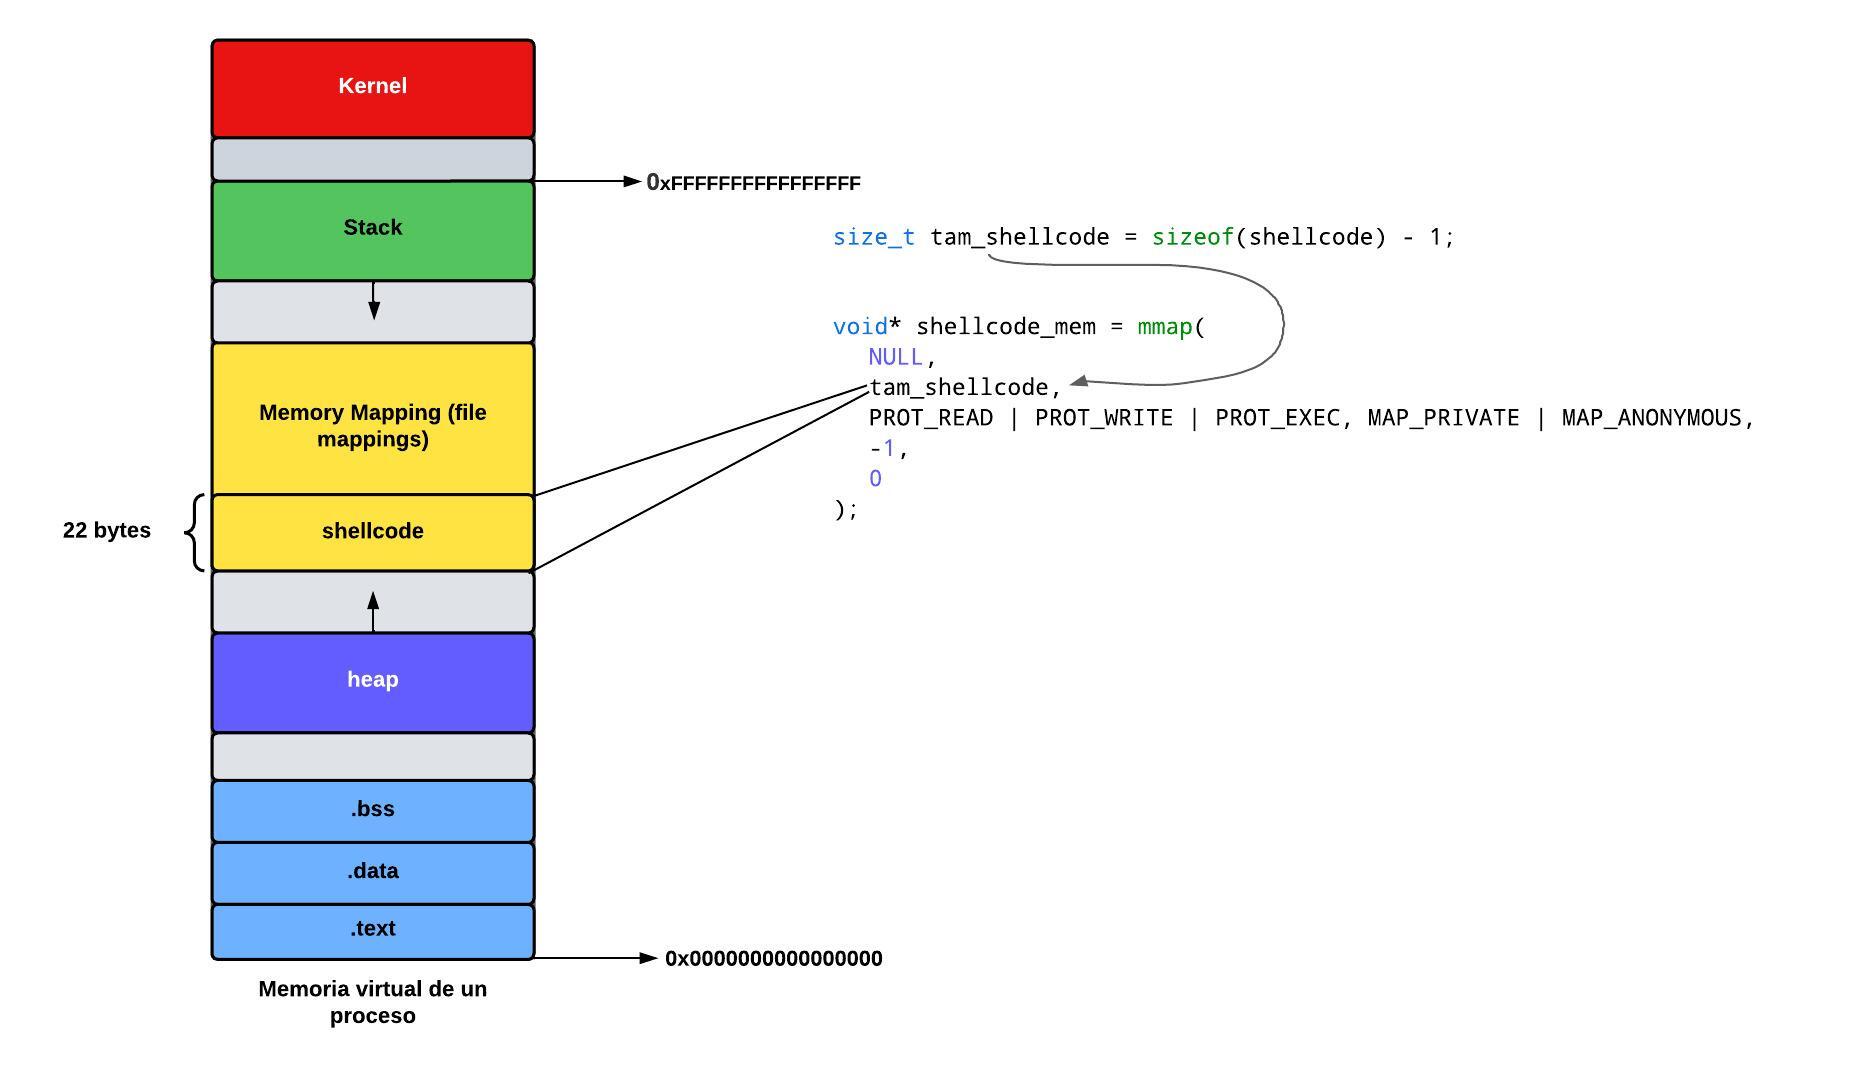 Kernel
0xFFFFFFFFFFFFFFFF
Stack
size_t tam_shellcode = sizeof(shellcode) - 1;
void* shellcode_mem = mmap(
NULL,
tam_shellcode,
PROT_READ | PROT_WRITE | PROT_EXEC, MAP_PRIVATE | MAP_ANONYMOUS,
-1,
0
);
Memory Mapping (file
mappings)
22 bytes
shellcode
heap
.bss
.data
.text
0x0000000000000000
Memoria virtual de un
proceso